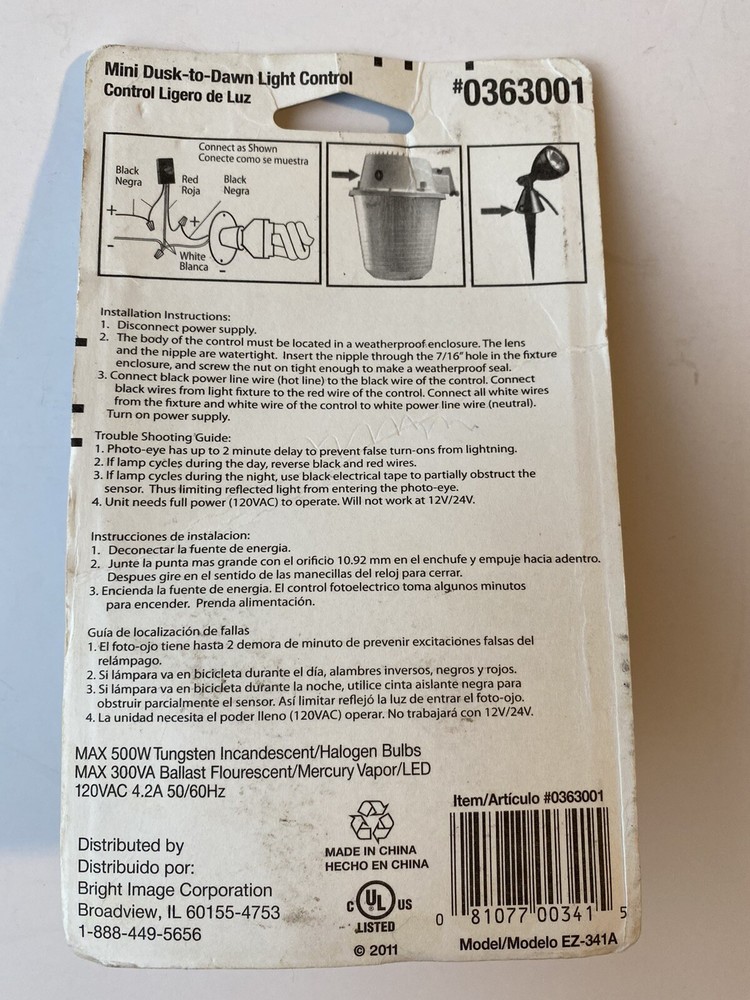 Mini Dusk-to-Dawn Light Control
Control Ligero de Luz
#0363001
Connect as Shown
Conecte como se muestra
Black
Negra
Red
Roja
Black
Negra
+
+
-
White
Blanca
-
Installation Instructions:
1. Disconnect power supply.
2. The body of the control must be located in a weatherproof enclosure. The lens
and the nipple are watertight. Insert the nipple through the 7/16" hole in the fixture
enclosure, and screw the nut on tight enough to make a weatherproof seal.
3. Connect black power line wire (hot line) to the black wire of the control. Connect
black wires from light fixture to the red wire of the control. Connect all white wires
from the fixture and white wire of the control to white power line wire (neutral).
Turn on power supply.
Trouble Shooting Guide:
1. Photo-eye has up to 2 minute delay to prevent false turn-ons from lightning.
2. If lamp cycles during the day, reverse black and red wires.
3. If lamp cycles during the night, use black electrical tape to partially obstruct the
sensor. Thus limiting reflected light from entering the photo-eye.
4. Unit needs full power (120VAC) to operate. Will not work at 12V/24V.
Instrucciones de instalacion:
1. Deconectar la fuente de energia.
2. Junte la punta mas grande con el orificio 10.92 mm en el enchufe y empuje hacia adentro.
Despues gire en el sentido de las manecillas del reloj para cerrar.
3. Encienda la fuente de energia. El control fotoelectrico toma algunos minutos
para encender. Prenda alimentación.
Guía de localización de fallas
1. El foto-ojo tiene hasta 2 demora de minuto de prevenir excitaciones falsas del
relámpago.
2. Si lámpara va en bicicleta durante el día, alambres inversos, negros y rojos.
3. Si lámpara va en bicicleta durante la noche, utilice cinta aislante negra para
obstruir parcialmente el sensor. Así limitar reflejó la luz de entrar el foto-ojo.
4. La unidad necesita el poder lleno (120VAC) operar. No trabajará con 12V/24V.
MAX 500W Tungsten Incandescent/Halogen Bulbs
MAX 300VA Ballast Flourescent/Mercury Vapor/LED
120VAC 4.2A 50/60Hz
Distributed by
Distribuido por:
Bright Image Corporation
Broadview, IL 60155-4753
1-888-449-5656
MADE IN CHINA
HECHO EN CHINA
C UL US
LISTED
© 2011
Item/Artículo #0363001
0 81077 00341 5
Model/Modelo EZ-341A